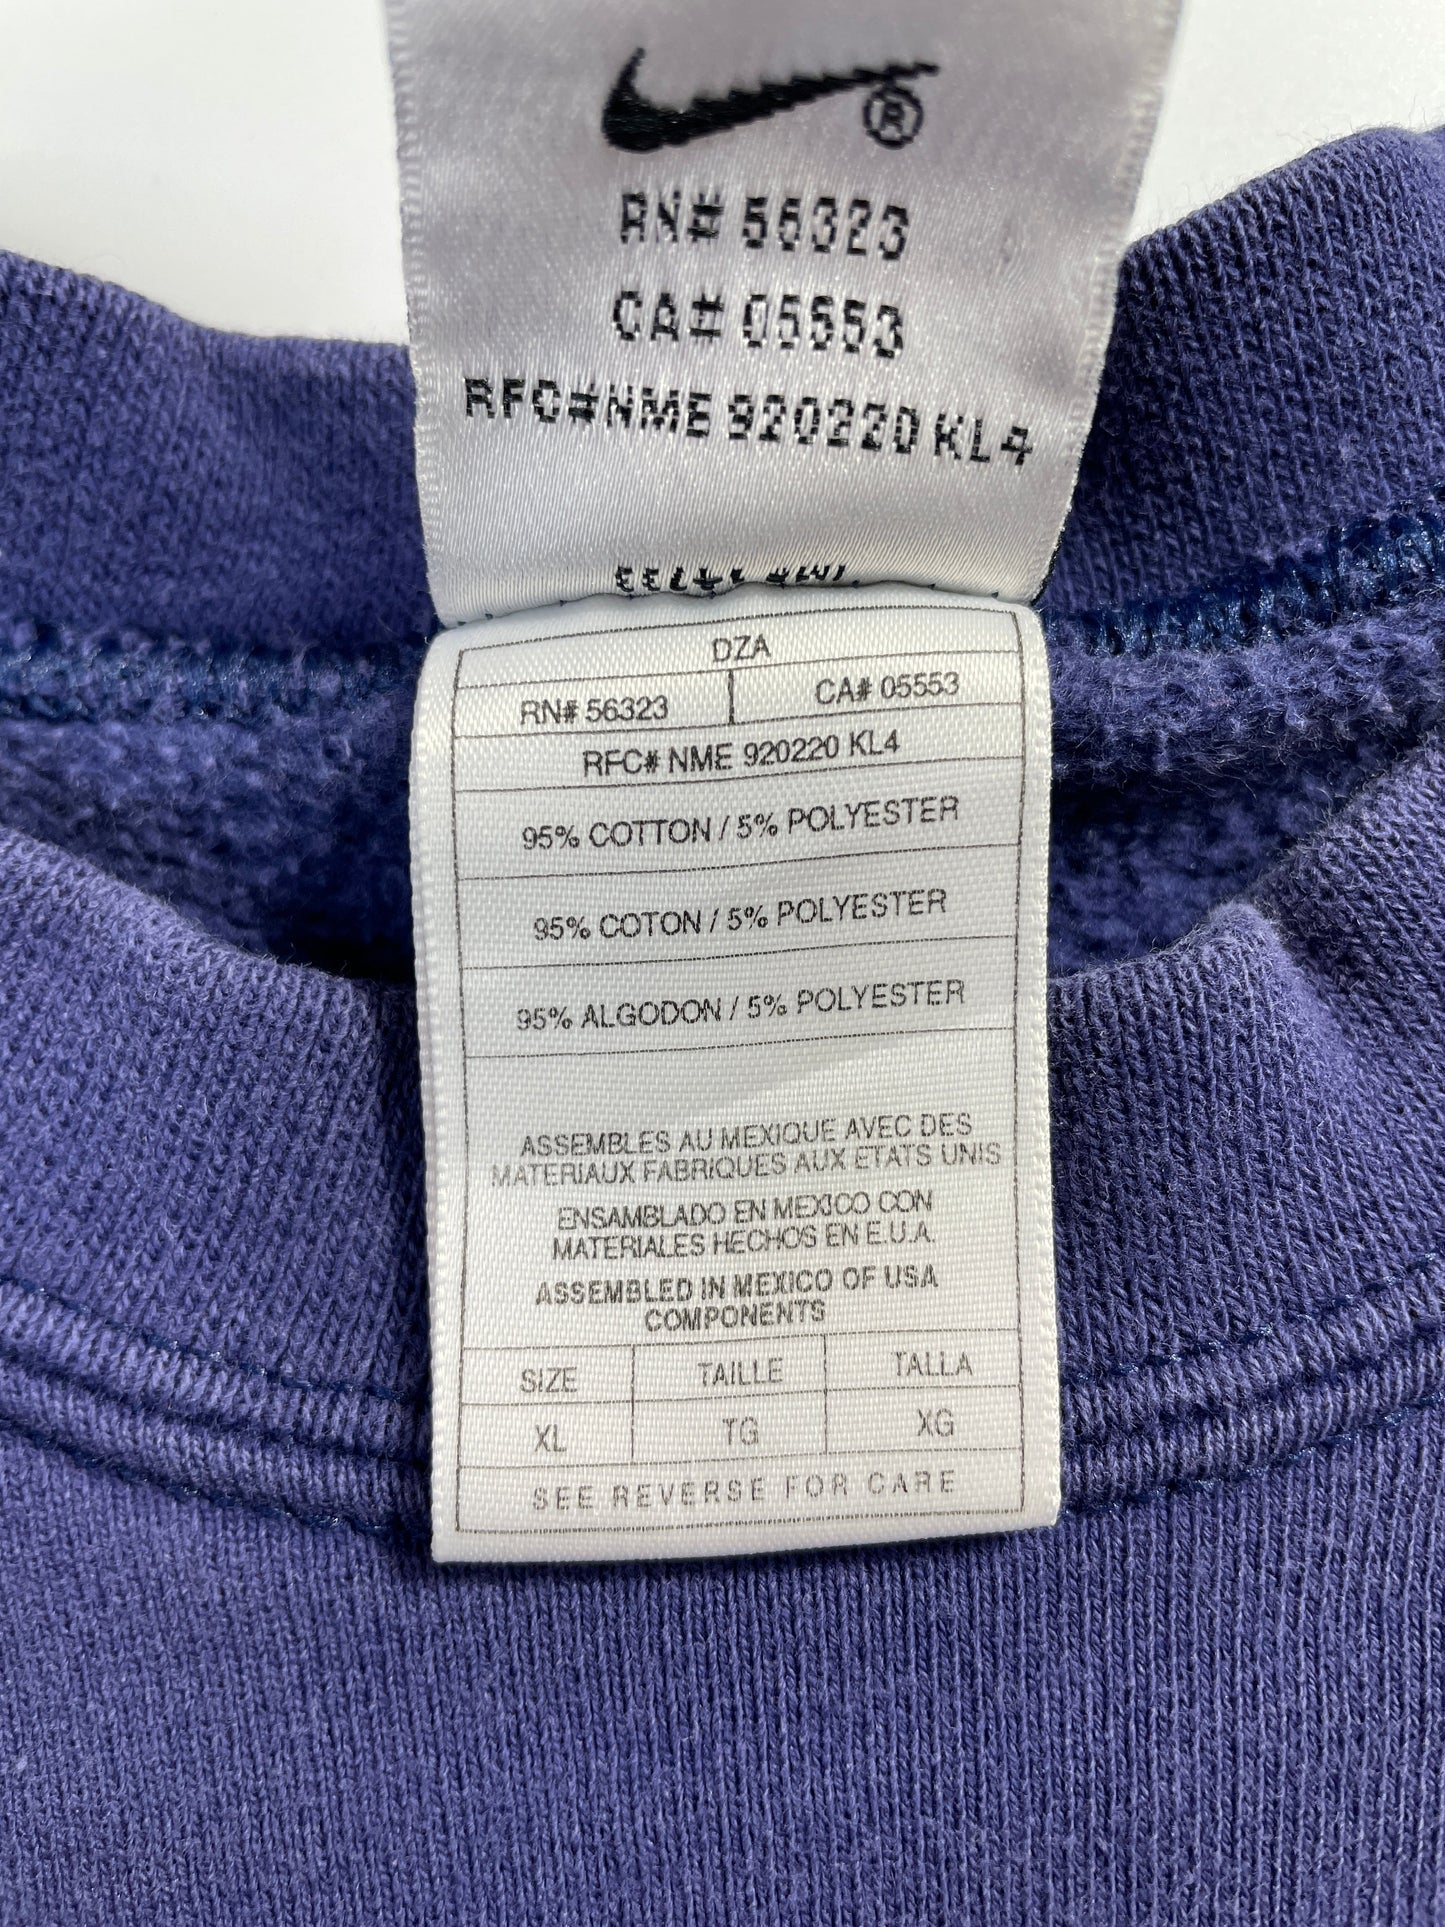 ®
RN# 56323
CA# 05553
RFC# NME 920220 KL4
DZA
RN# 56323 CA# 05553
RFC# NME 920220 KL4
95% COTTON / 5% POLYESTER
95% COTON / 5% POLYESTER
95% ALGODON / 5% POLYESTER
ASSEMBLES AU MEXIQUE AVEC DES
MATERIAUX FABRIQUES AUX ETATS UNIS
ENSAMBLADO EN MEXICO CON
MATERIALES HECHOS EN E.U.A.
ASSEMBLED IN MEXICO OF USA
COMPONENTS
SIZE TAILLE TALLA
XL TG XG
SEE REVERSE FOR CARE